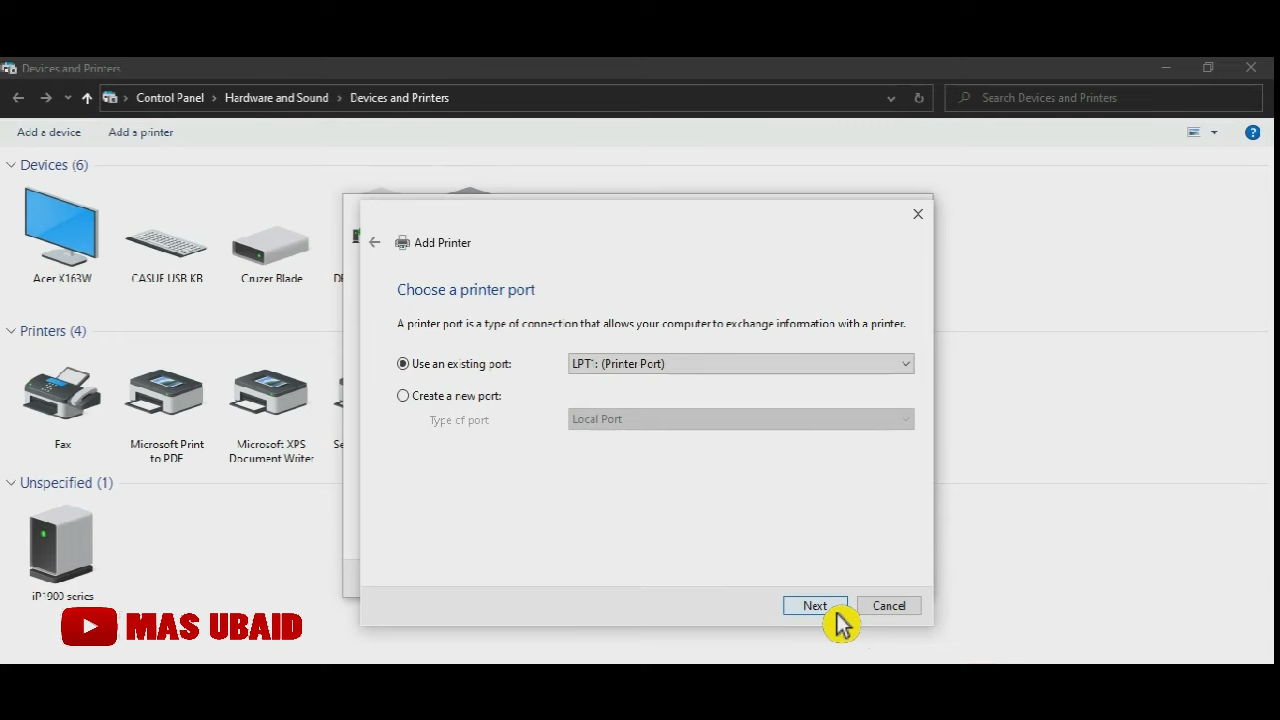 Devices and Printers
Control Panel > Hardware and Sound > Devices and Printers
Search Devices and Printers
Add a device Add a printer
Devices (6)
Acer X163W CASUE USB KB Cruzer Blade
Add Printer
Choose a printer port
A printer port is a type of connection that allows your computer to exchange information with a printer.
Use an existing port: LPT1: (Printer Port)
Create a new port:
Type of port Local Port
Printers (4)
Fax
Microsoft Print
to PDF
Microsoft XPS
Document Writer
Unspecified (1)
iP1900 series
Next Cancel
MAS UBAID